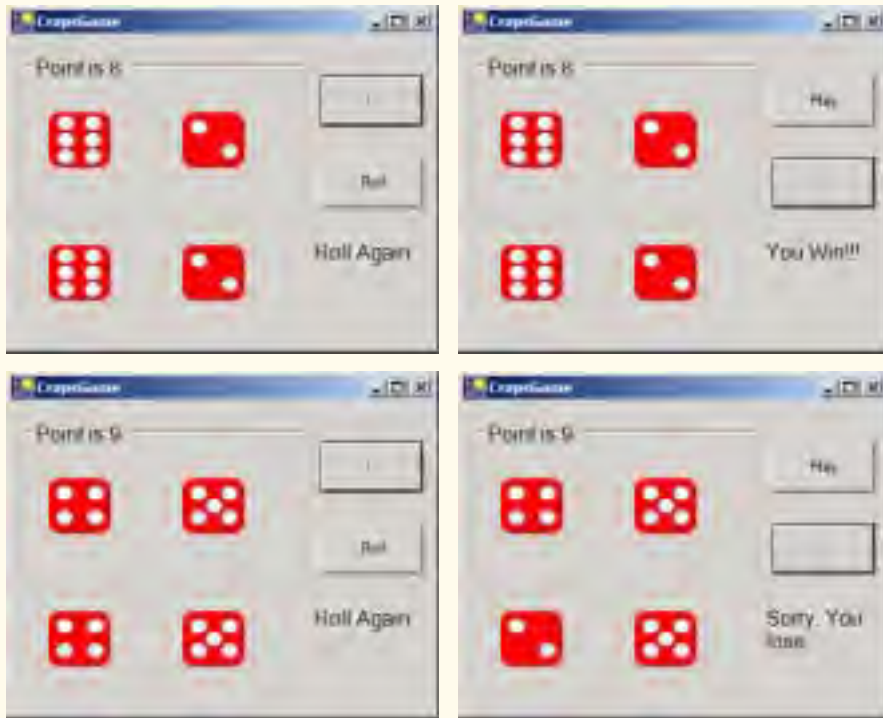 CrapsGame
Point is 8
Roll
Roll Again
CrapsGame
Point is 8
Play
You Win!!!
CrapsGame
Point is 9
Roll
Roll Again
CrapsGame
Point is 9
Play
Sorry. You
lose.